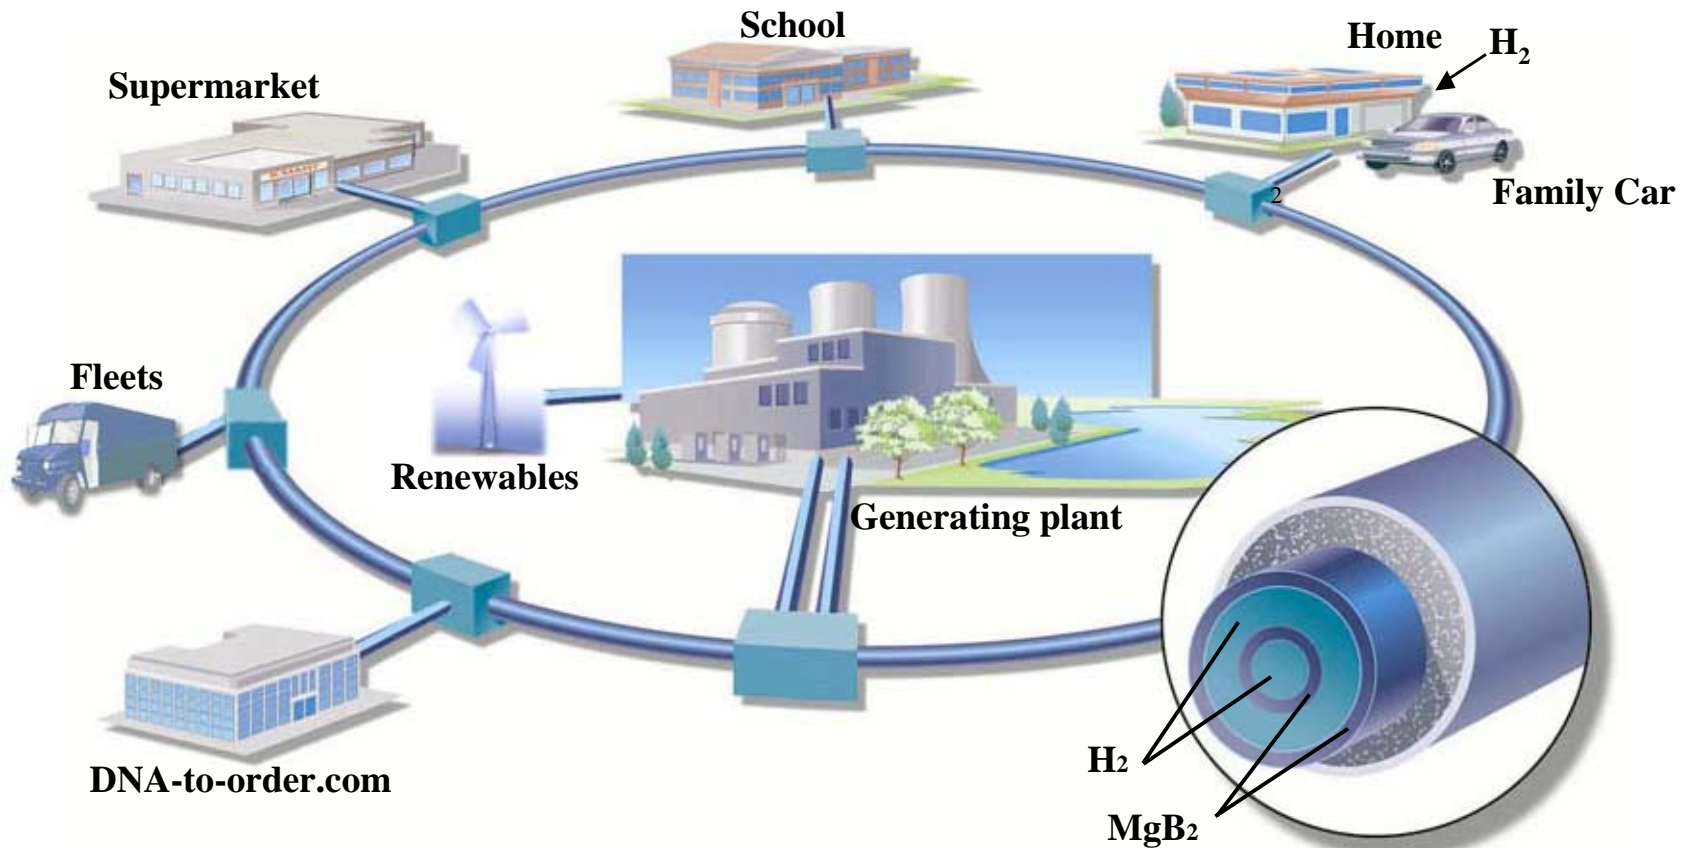 School
Home
H₂
Supermarket
2
Family Car
Fleets
Renewables
Generating plant
H₂
DNA-to-order.com
MgB₂